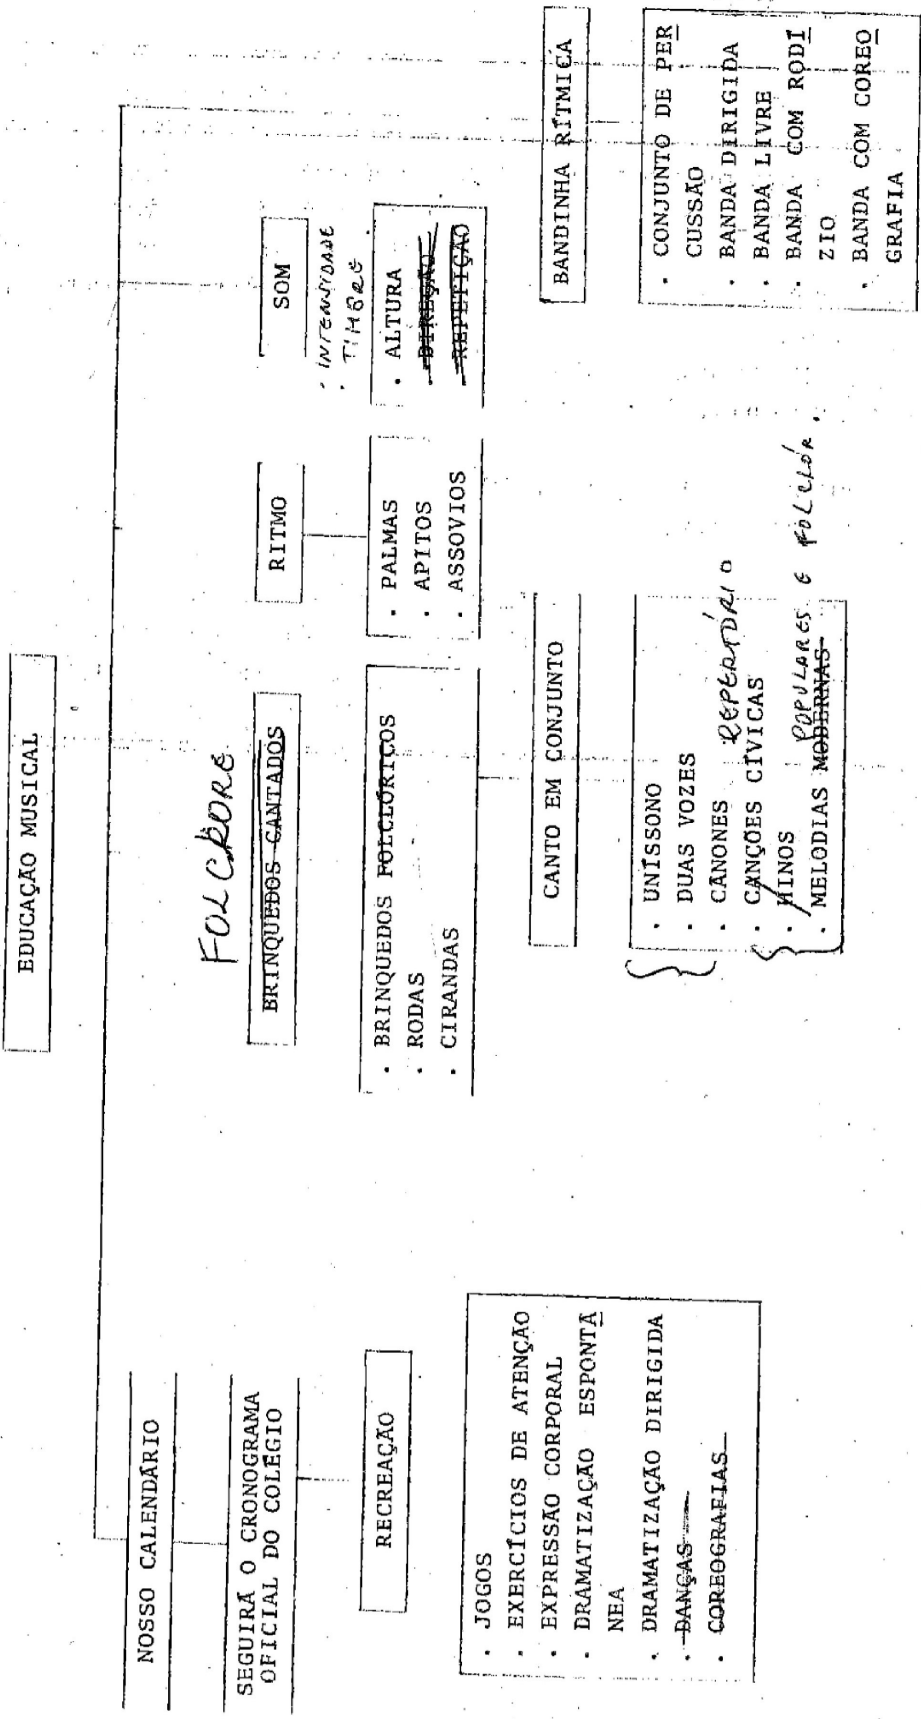 EDUCAÇÃO MUSICAL
NOSSO CALENDÁRIO
SEGUIRÁ O CRONOGRAMA
OFICIAL DO COLÉGIO
RECREAÇÃO
. JOGOS
. EXERCÍCIOS DE ATENÇÃO
. EXPRESSÃO CORPORAL
. DRAMATIZAÇÃO ESPONTÂ
NEA
. DRAMATIZAÇÃO DIRIGIDA
. DANÇAS
. COREOGRAFIAS
FOLCLORE
BRINQUEDOS CANTADOS
. BRINQUEDOS FOLCLÓRICOS
. RODAS
. CIRANDAS
CANTO EM CONJUNTO
. UNÍSSONO
. DUAS VOZES
. CÂNONES REPERTÓRIO
. CANÇÕES CÍVICAS
. HINOS POPULARES E FOLCLÓR.
. MELODIAS MODERNAS
RITMO
. PALMAS
. APITOS
. ASSOVIOS
SOM
. INTENSIDADE
. TIMBRE
. ALTURA
. DIREÇÃO
. REPETIÇÃO
BANDINHA RÍTMICA
. CONJUNTO DE PER
CUSSÃO
. BANDA DIRIGIDA
. BANDA LIVRE
. BANDA COM RODÍ
ZIO
. BANDA COM COREO
GRAFIA